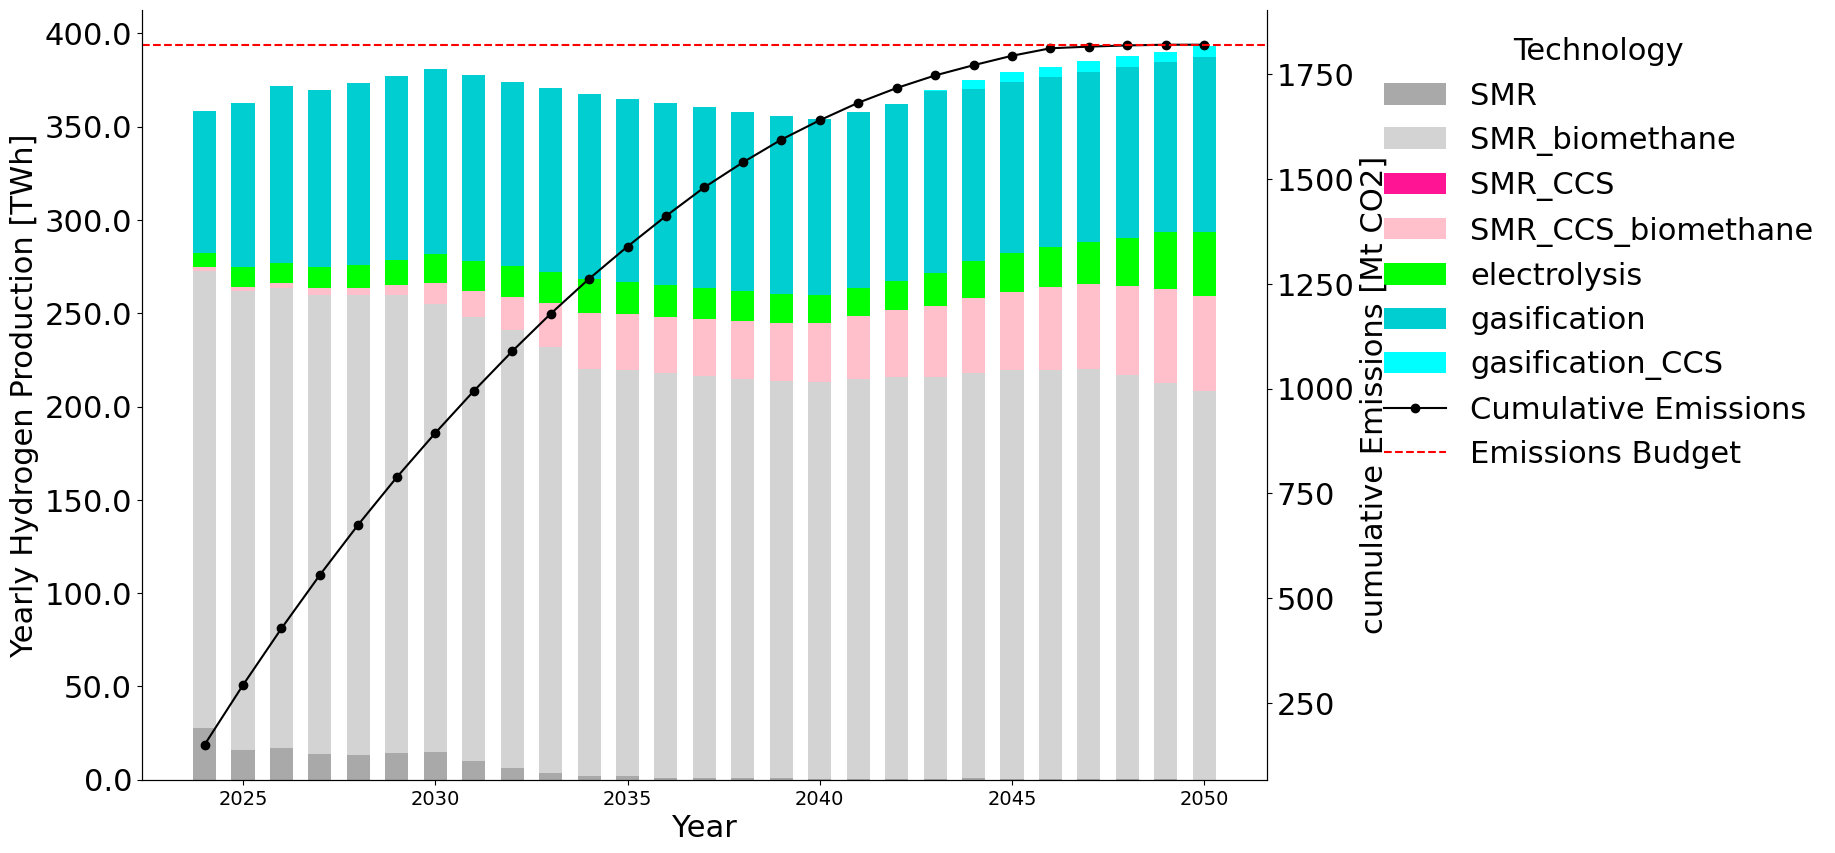 Yearly Hydrogen Production [TWh]
400.0
350.0
300.0
250.0
200.0
150.0
100.0
50.0
0.0
2025 2030 2035 2040 2045 2050
Year
1750
1500
1250
1000
750
500
250
cumulative Emissions [Mt CO2]
Technology
SMR
SMR_biomethane
SMR_CCS
SMR_CCS_biomethane
electrolysis
gasification
gasification_CCS
Cumulative Emissions
Emissions Budget